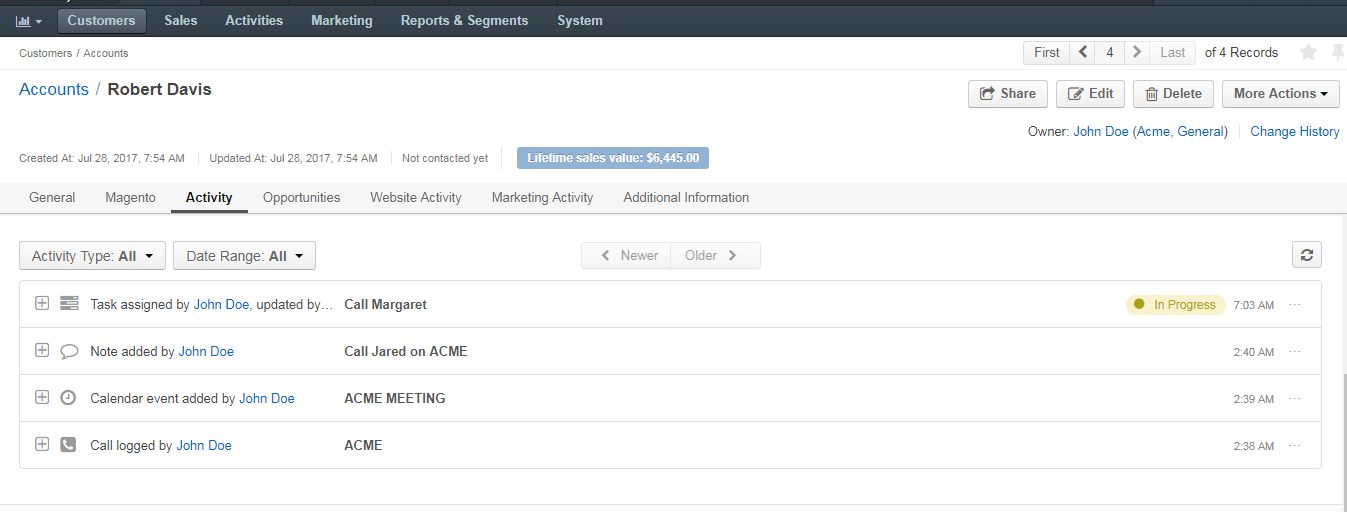 Customers Sales Activities Marketing Reports & Segments System
Customers / Accounts First 4 Last of 4 Records
Accounts / Robert Davis Share Edit Delete More Actions
Owner: John Doe (Acme, General) Change History
Created At: Jul 28, 2017, 7:54 AM Updated At: Jul 28, 2017, 7:54 AM Not contacted yet Lifetime sales value: $6,445.00
General Magento Activity Opportunities Website Activity Marketing Activity Additional Information
Activity Type: All Date Range: All Newer Older
Task assigned by John Doe, updated by... Call Margaret In Progress 7:03 AM ...
Note added by John Doe Call Jared on ACME 2:40 AM ...
Calendar event added by John Doe ACME MEETING 2:39 AM ...
Call logged by John Doe ACME 2:38 AM ...